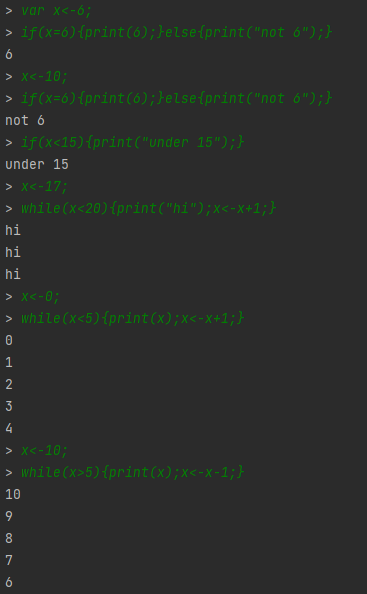 > var x<-6;
> if(x=6){print(6);}else{print("not 6");}
6
> x<-10;
> if(x=6){print(6);}else{print("not 6");}
not 6
> if(x<15){print("under 15");}
under 15
> x<-17;
> while(x<20){print("hi");x<-x+1;}
hi
hi
hi
> x<-0;
> while(x<5){print(x);x<-x+1;}
0
1
2
3
4
> x<-10;
> while(x>5){print(x);x<-x-1;}
10
9
8
7
6